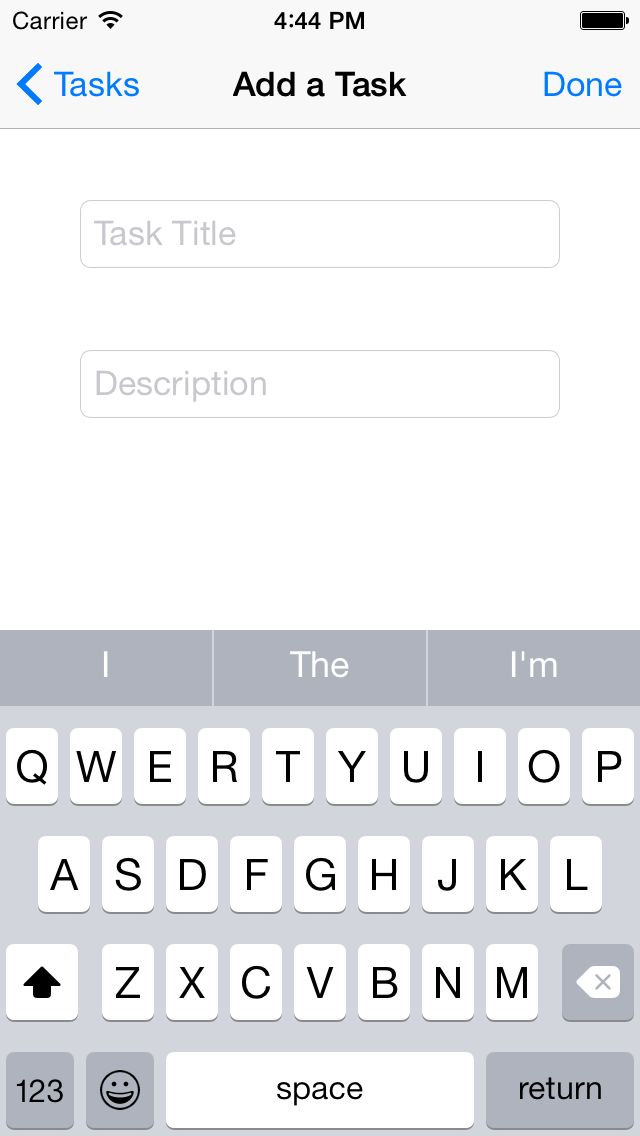 Carrier 4:44 PM
Tasks Add a Task Done
Task Title
Description
I The I'm
Q W E R T Y U I O P
A S D F G H J K L
Z X C V B N M
123 space return